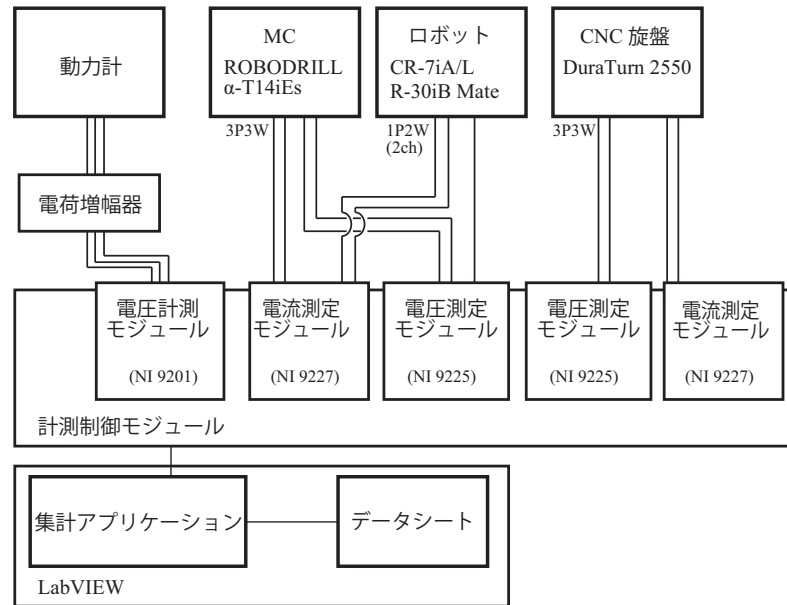 動力計
MC
ROBODRILL
α-T14iEs
ロボット
CR-7iA/L
R-30iB Mate
CNC 旋盤
DuraTurn 2550
3P3W
1P2W
(2ch)
3P3W
電荷増幅器
電圧計測
モジュール
(NI 9201)
電流測定
モジュール
(NI 9227)
電圧測定
モジュール
(NI 9225)
電圧測定
モジュール
(NI 9225)
電流測定
モジュール
(NI 9227)
計測制御モジュール
集計アプリケーション
データシート
LabVIEW